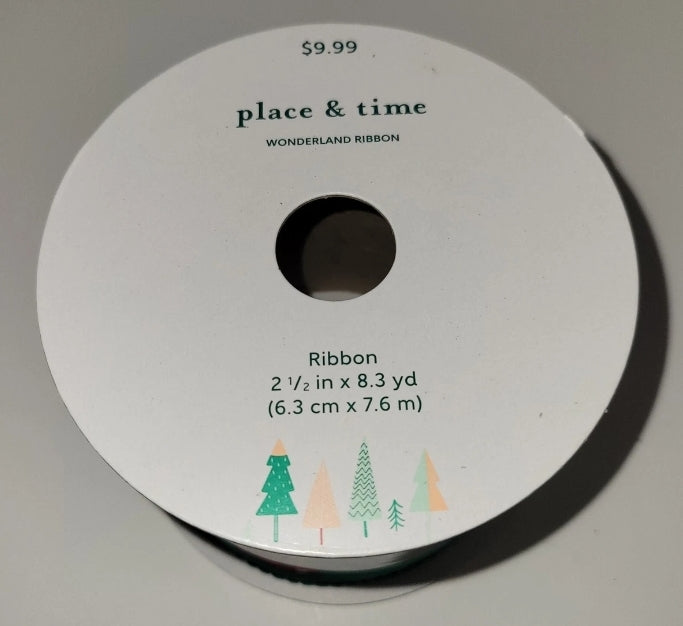 $9.99
place & time
WONDERLAND RIBBON
Ribbon
2 1/2 in x 8.3 yd
(6.3 cm x 7.6 m)